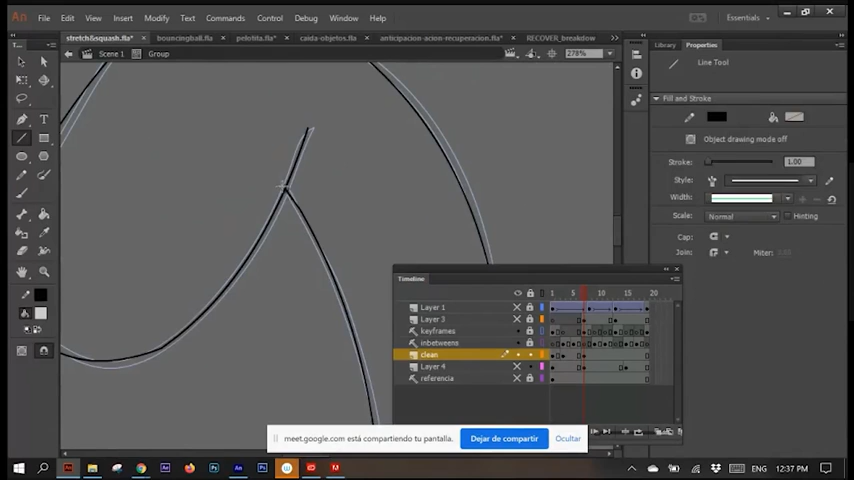 An File Edit View Insert Modify Text Commands Control Debug Window Help Essentials
stretch&squash.fla* × bouncingball.fla × pelotita.fla* × caida-objetos.fla × anticipacion-acion-recuperacion.fla* × RECOVER_breakdow
Scene 1 Group 278%
Library Properties
Line Tool
Fill and Stroke
Object drawing mode off
Stroke: 1.00
Style:
Width:
Scale: Normal Hinting
Cap:
Join: Miter:
Timeline
1 5 10 15 20
Layer 1
Layer 3
keyframes
inbetweens
clean
Layer 4
referencia
meet.google.com está compartiendo tu pantalla. Dejar de compartir Ocultar
ENG 12:37 PM